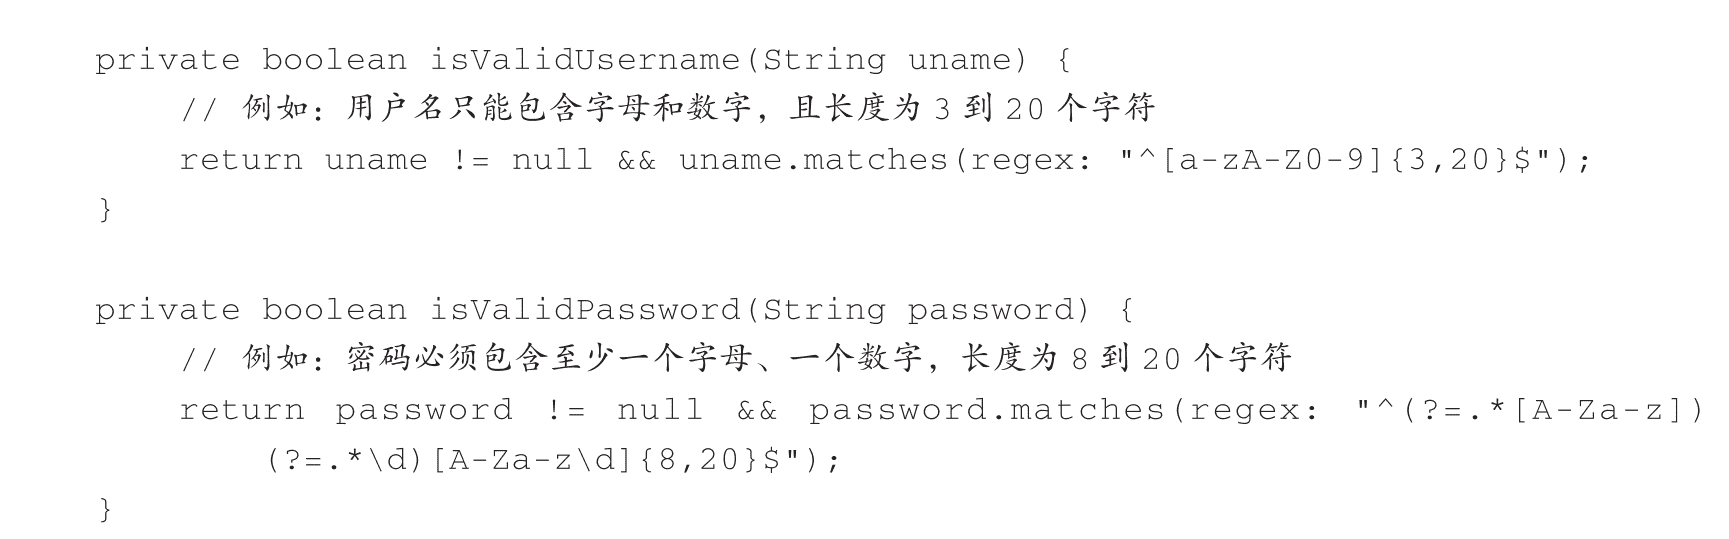 private boolean isValidUsername(String uname) {
// 例如：用户名只能包含字母和数字，且长度为 3 到 20 个字符
return uname != null && uname.matches(regex: "^[a-zA-Z0-9]{3,20}$");
}
private boolean isValidPassword(String password) {
// 例如：密码必须包含至少一个字母、一个数字，长度为 8 到 20 个字符
return password != null && password.matches(regex: "^(?=.*[A-Za-z])
(?=.*\d)[A-Za-z\d]{8,20}$");
}